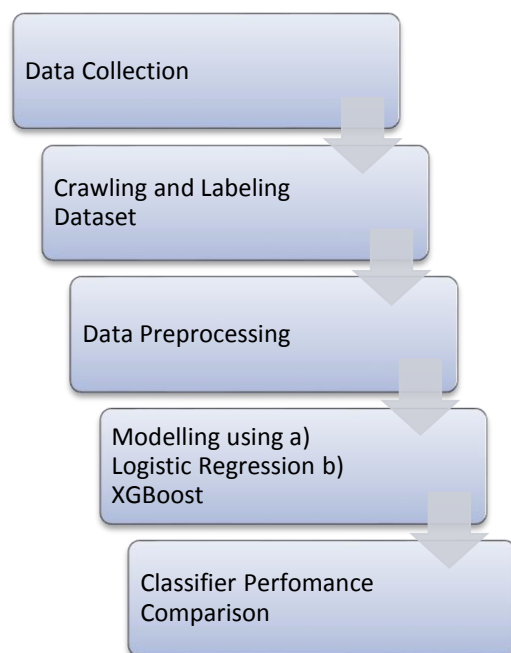 Data Collection
Crawling and Labeling
Dataset
Data Preprocessing
Modelling using a)
Logistic Regression b)
XGBoost
Classifier Perfomance
Comparison